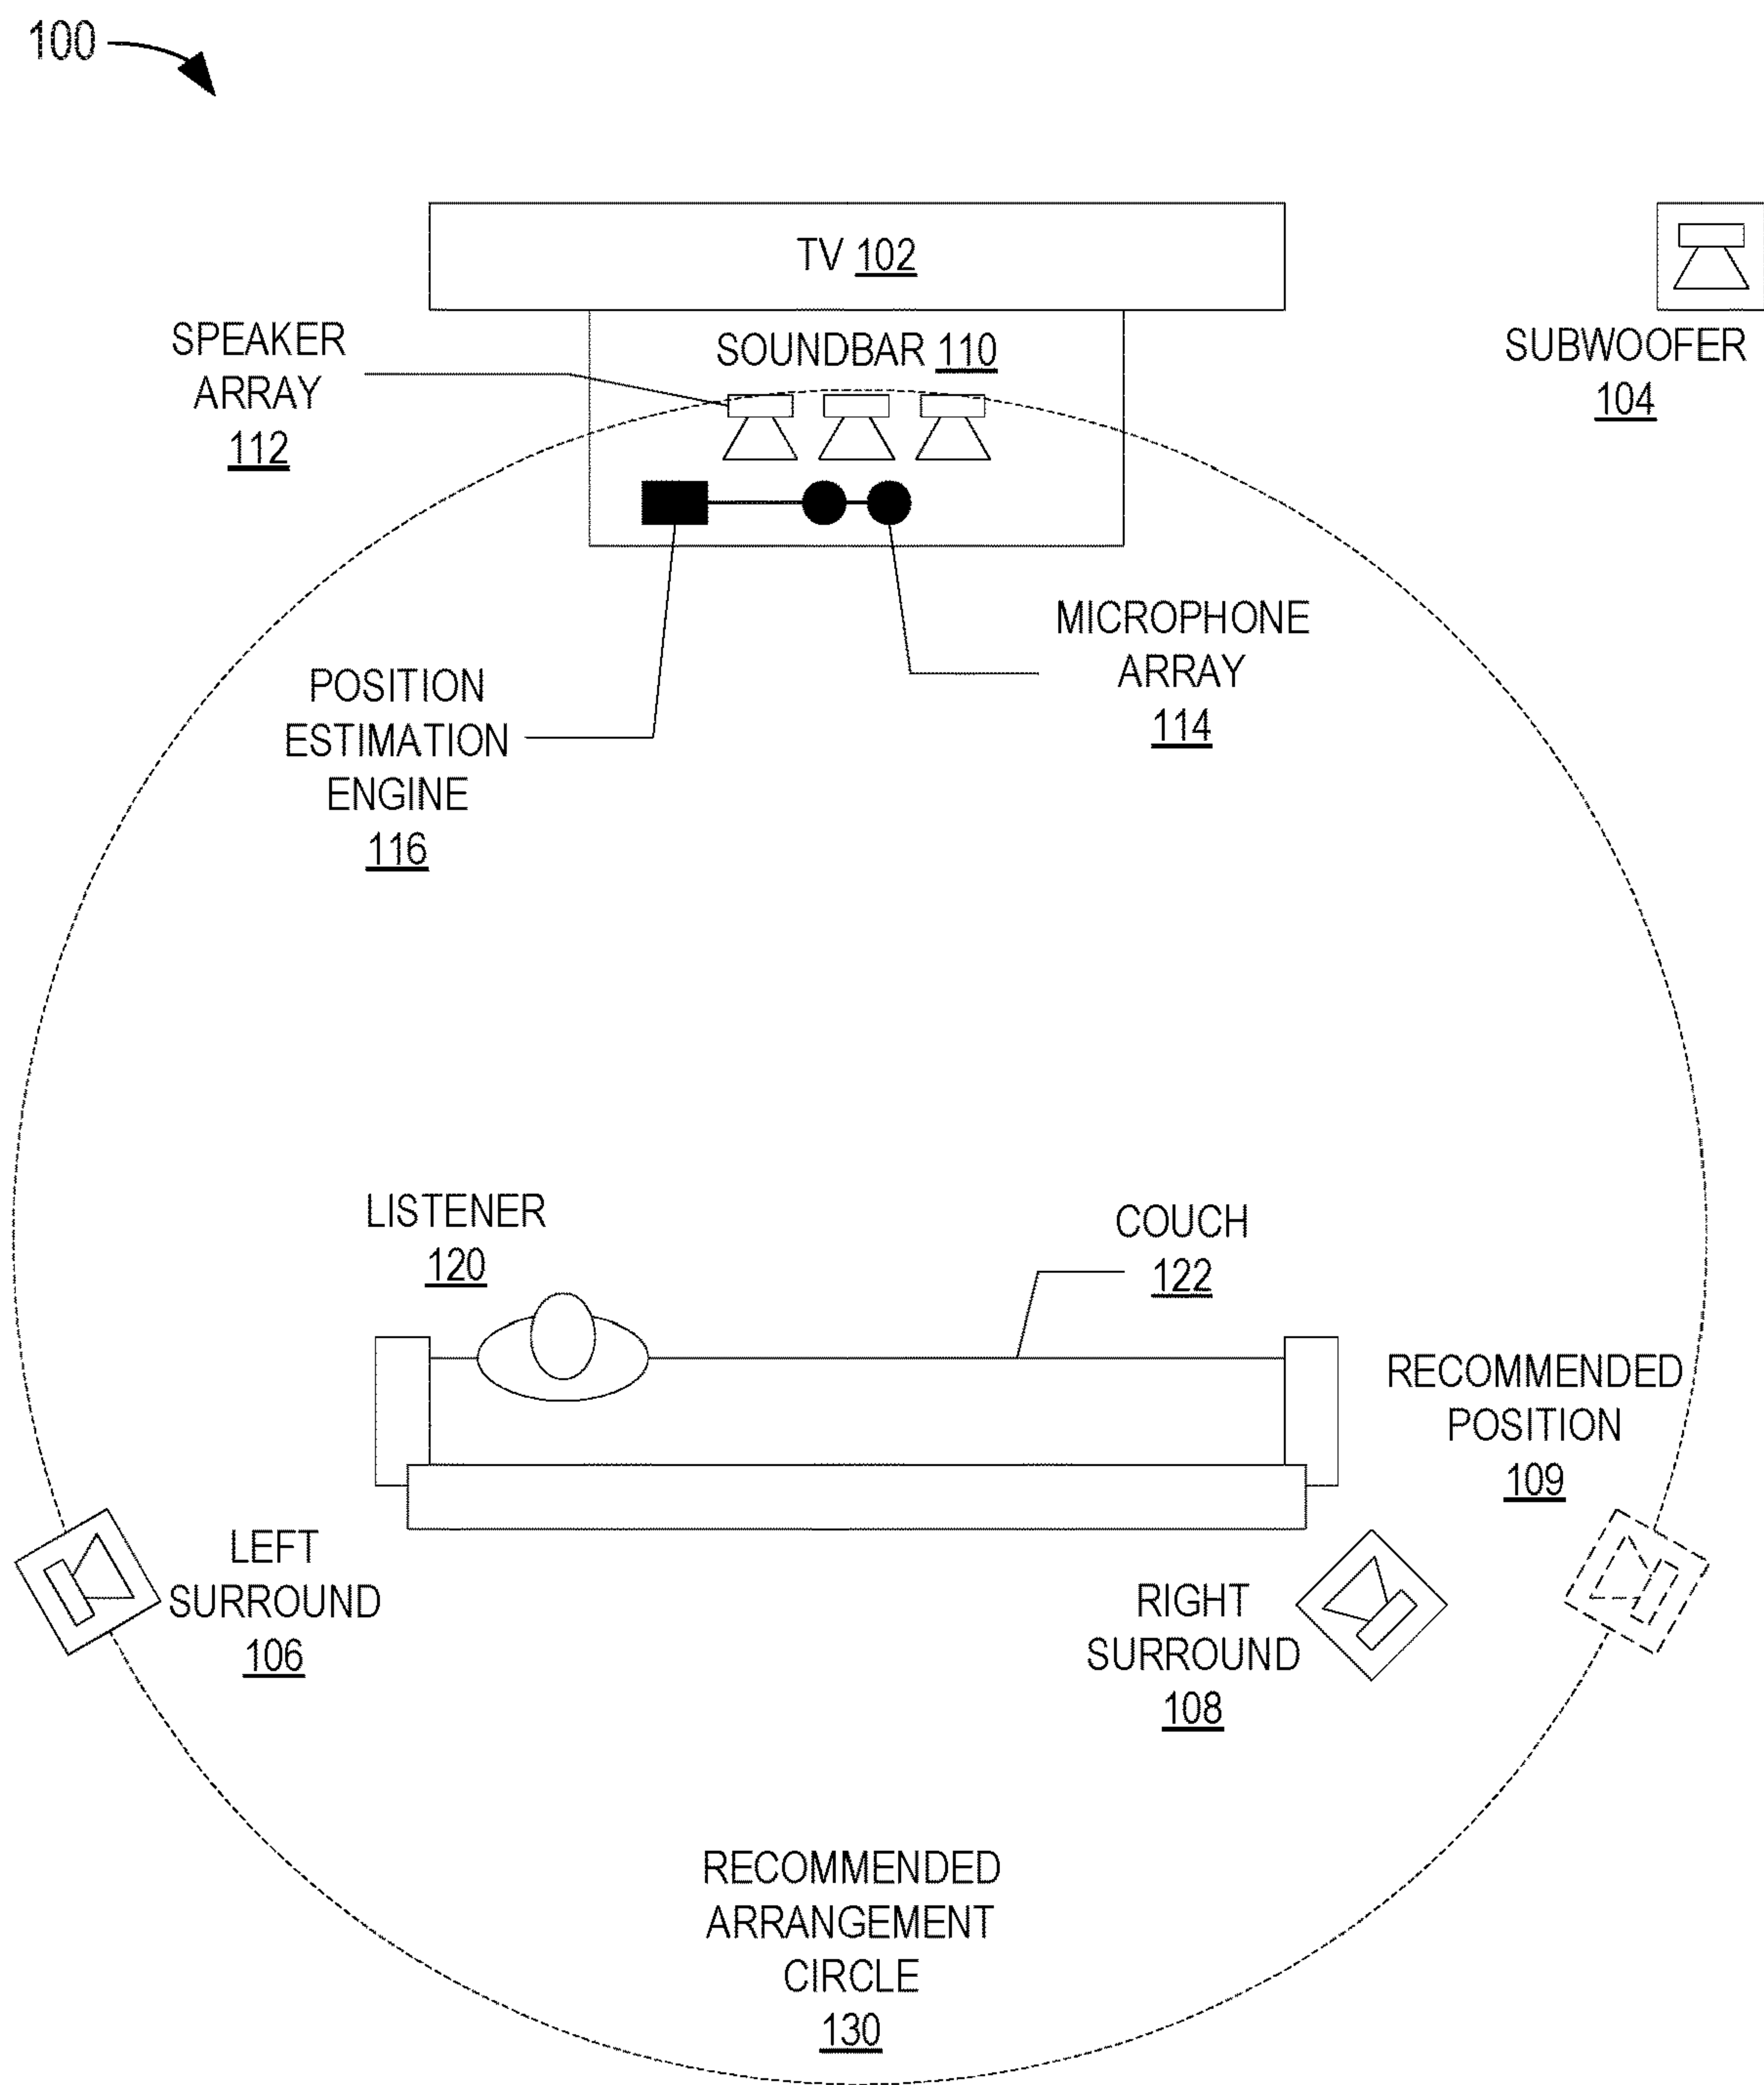 100
TV 102
SPEAKER
ARRAY
112
SOUNDBAR 110
SUBWOOFER
104
MICROPHONE
ARRAY
114
POSITION
ESTIMATION
ENGINE
116
LISTENER
120
COUCH
122
RECOMMENDED
POSITION
109
LEFT
SURROUND
106
RIGHT
SURROUND
108
RECOMMENDED
ARRANGEMENT
CIRCLE
130